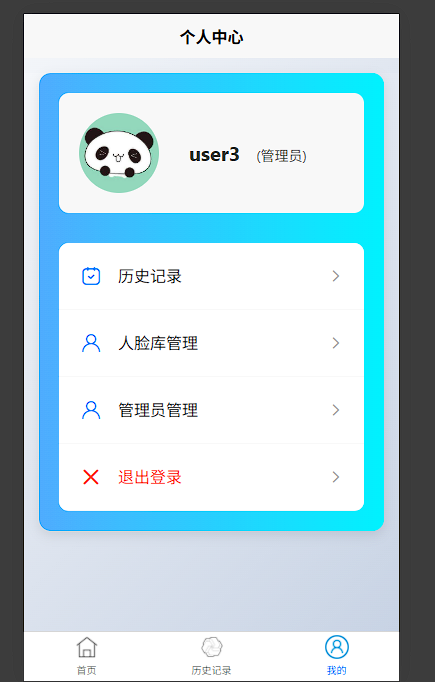 个人中心
user3 (管理员)
历史记录
人脸库管理
管理员管理
退出登录
首页 历史记录 我的